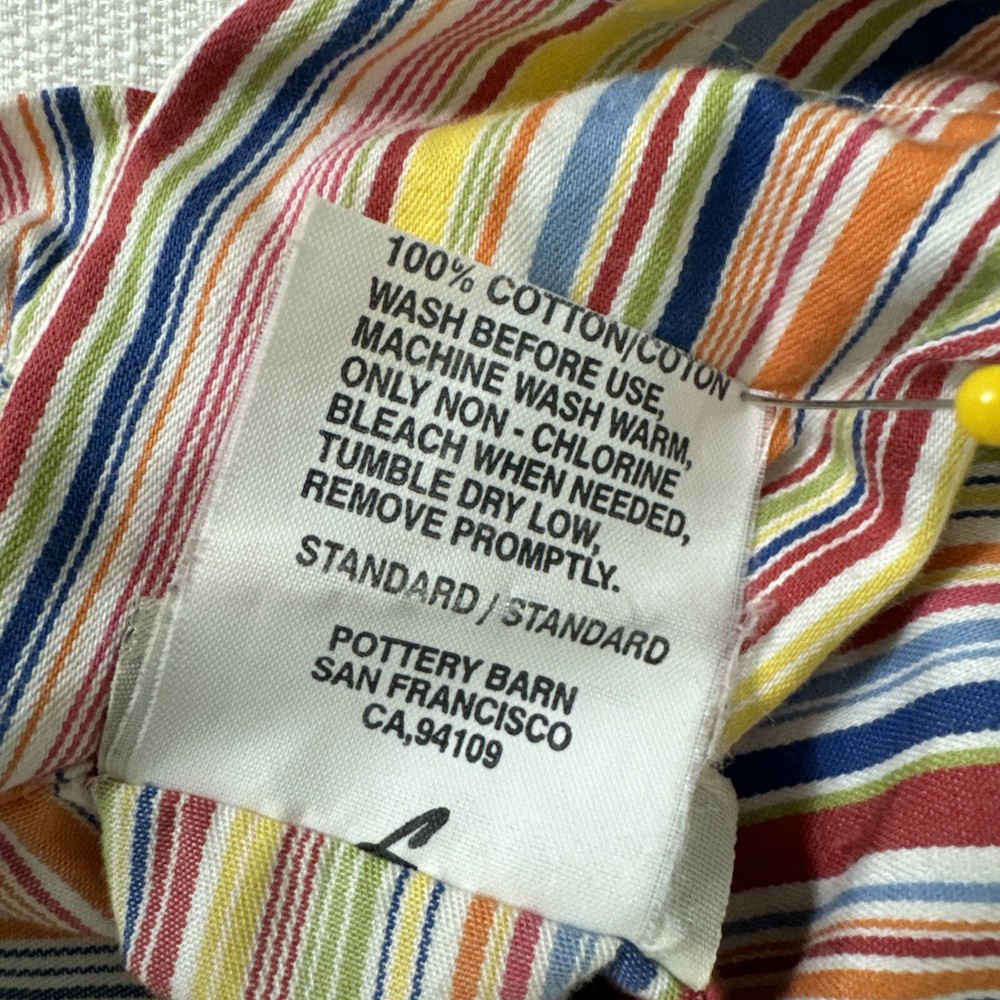 100% COTTON/COTON
WASH BEFORE USE,
MACHINE WASH WARM,
ONLY NON - CHLORINE
BLEACH WHEN NEEDED,
TUMBLE DRY LOW,
REMOVE PROMPTLY.
STANDARD / STANDARD
POTTERY BARN
SAN FRANCISCO
CA,94109